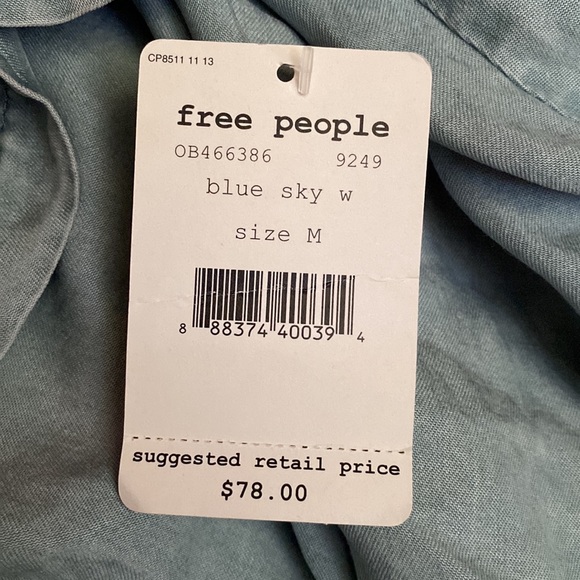 CP8511 11 13
free people
OB466386 9249
blue sky w
size M
8 88374 40039 4
suggested retail price
$78.00